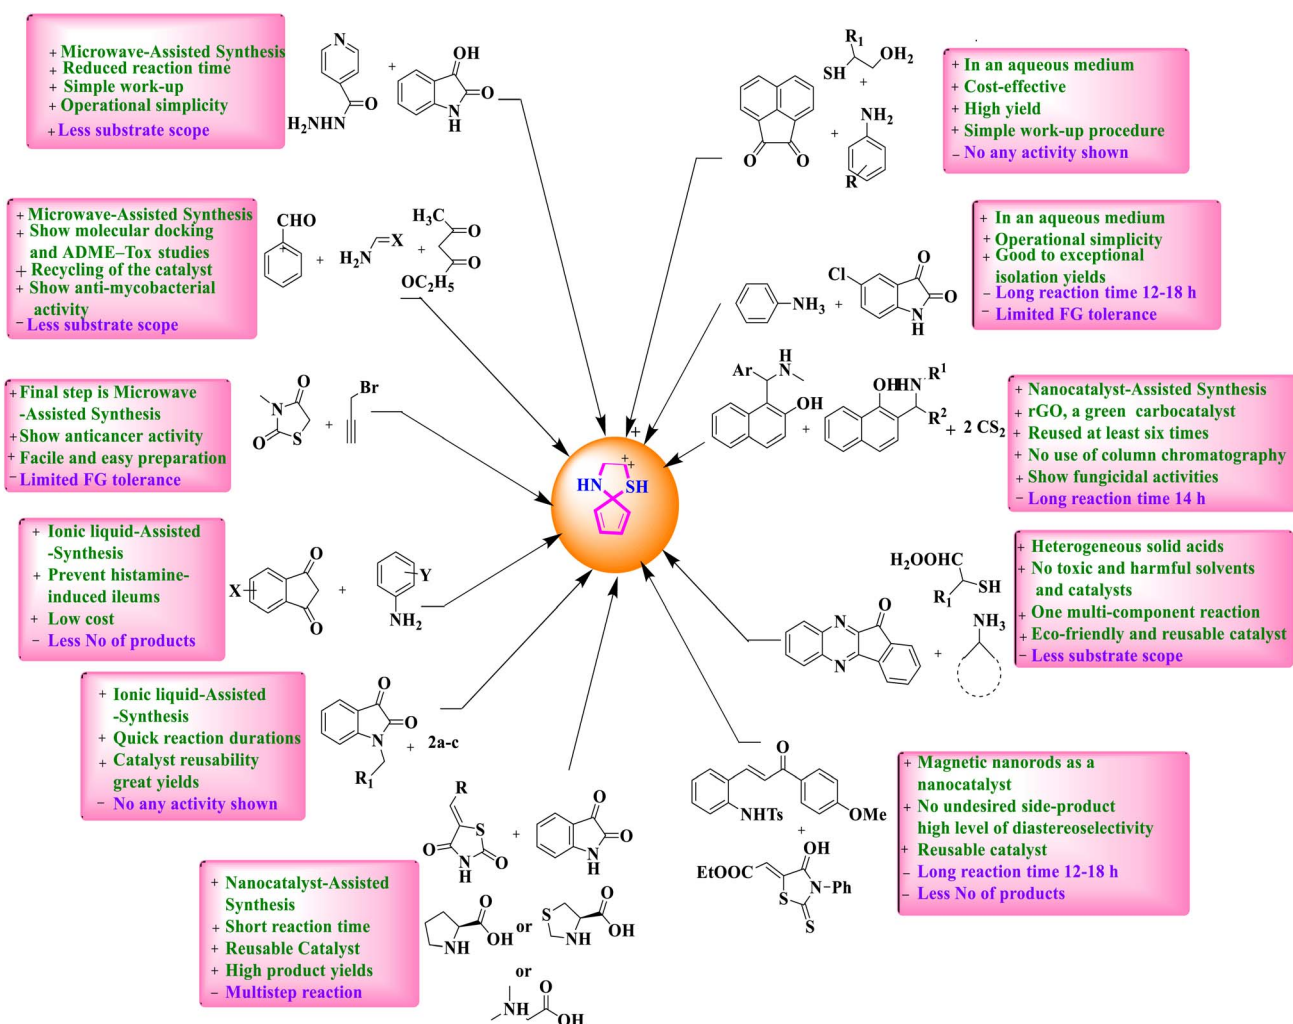 + Microwave-Assisted Synthesis
+ Reduced reaction time
+ Simple work-up
+ Operational simplicity
+ Less substrate scope
N
O
H₂NHN
+
OH
O
N
H
R₁
OH₂
SH
+
O
O
+
NH₂
R
+ In an aqueous medium
+ Cost-effective
+ High yield
+ Simple work-up procedure
− No any activity shown
+ Microwave-Assisted Synthesis
+ Show molecular docking
and ADME–Tox studies
+ Recycling of the catalyst
+ Show anti-mycobacterial
activity
− Less substrate scope
CHO
+
+
H₂N
X
+
H₃C
O
O
OC₂H₅
NH₃
+
Cl
O
O
N
H
+ In an aqueous medium
+ Operational simplicity
+ Good to exceptional
isolation yields
− Long reaction time 12-18 h
− Limited FG tolerance
+ Final step is Microwave
-Assisted Synthesis
+ Show anticancer activity
+ Facile and easy preparation
− Limited FG tolerance
O
N
O
S
+
Br
H
N
Ar
OH
+
OH
HN
R¹
R²
+ 2 CS₂
+ Nanocatalyst-Assisted Synthesis
+ rGO, a green carbocatalyst
+ Reused at least six times
+ No use of column chromatography
+ Show fungicidal activities
− Long reaction time 14 h
+
+
+
HN
SH
+ Ionic liquid-Assisted
-Synthesis
+ Prevent histamine-
induced ileums
+ Low cost
− Less No of products
X
O
O
+
Y
NH₂
N
N
O
+
H₂OOHC
SH
R₁
NH₃
+ Heterogeneous solid acids
+ No toxic and harmful solvents
and catalysts
+ One multi-component reaction
+ Eco-friendly and reusable catalyst
− Less substrate scope
+ Ionic liquid-Assisted
-Synthesis
+ Quick reaction durations
+ Catalyst reusability
great yields
− No any activity shown
O
O
N
R₁
+ 2a-c
O
NHTs
OMe
+
EtOOC
OH
N
Ph
S
S
+ Magnetic nanorods as a
nanocatalyst
+ No undesired side-product
high level of diastereoselectivity
+ Reusable catalyst
− Long reaction time 12-18 h
− Less No of products
R
S
O
N
H
O
+
O
O
N
H
+ Nanocatalyst-Assisted
Synthesis
+ Short reaction time
+ Reusable Catalyst
+ High product yields
− Multistep reaction
O
OH
NH
or
S
NH
O
OH
or
NH
O
OH